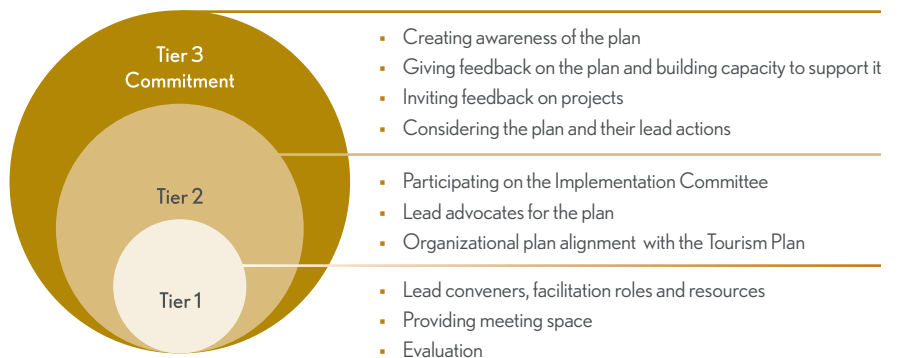 Tier 3
Commitment
▪ Creating awareness of the plan
▪ Giving feedback on the plan and building capacity to support it
▪ Inviting feedback on projects
▪ Considering the plan and their lead actions
Tier 2
▪ Participating on the Implementation Committee
▪ Lead advocates for the plan
▪ Organizational plan alignment with the Tourism Plan
Tier 1
▪ Lead conveners, facilitation roles and resources
▪ Providing meeting space
▪ Evaluation